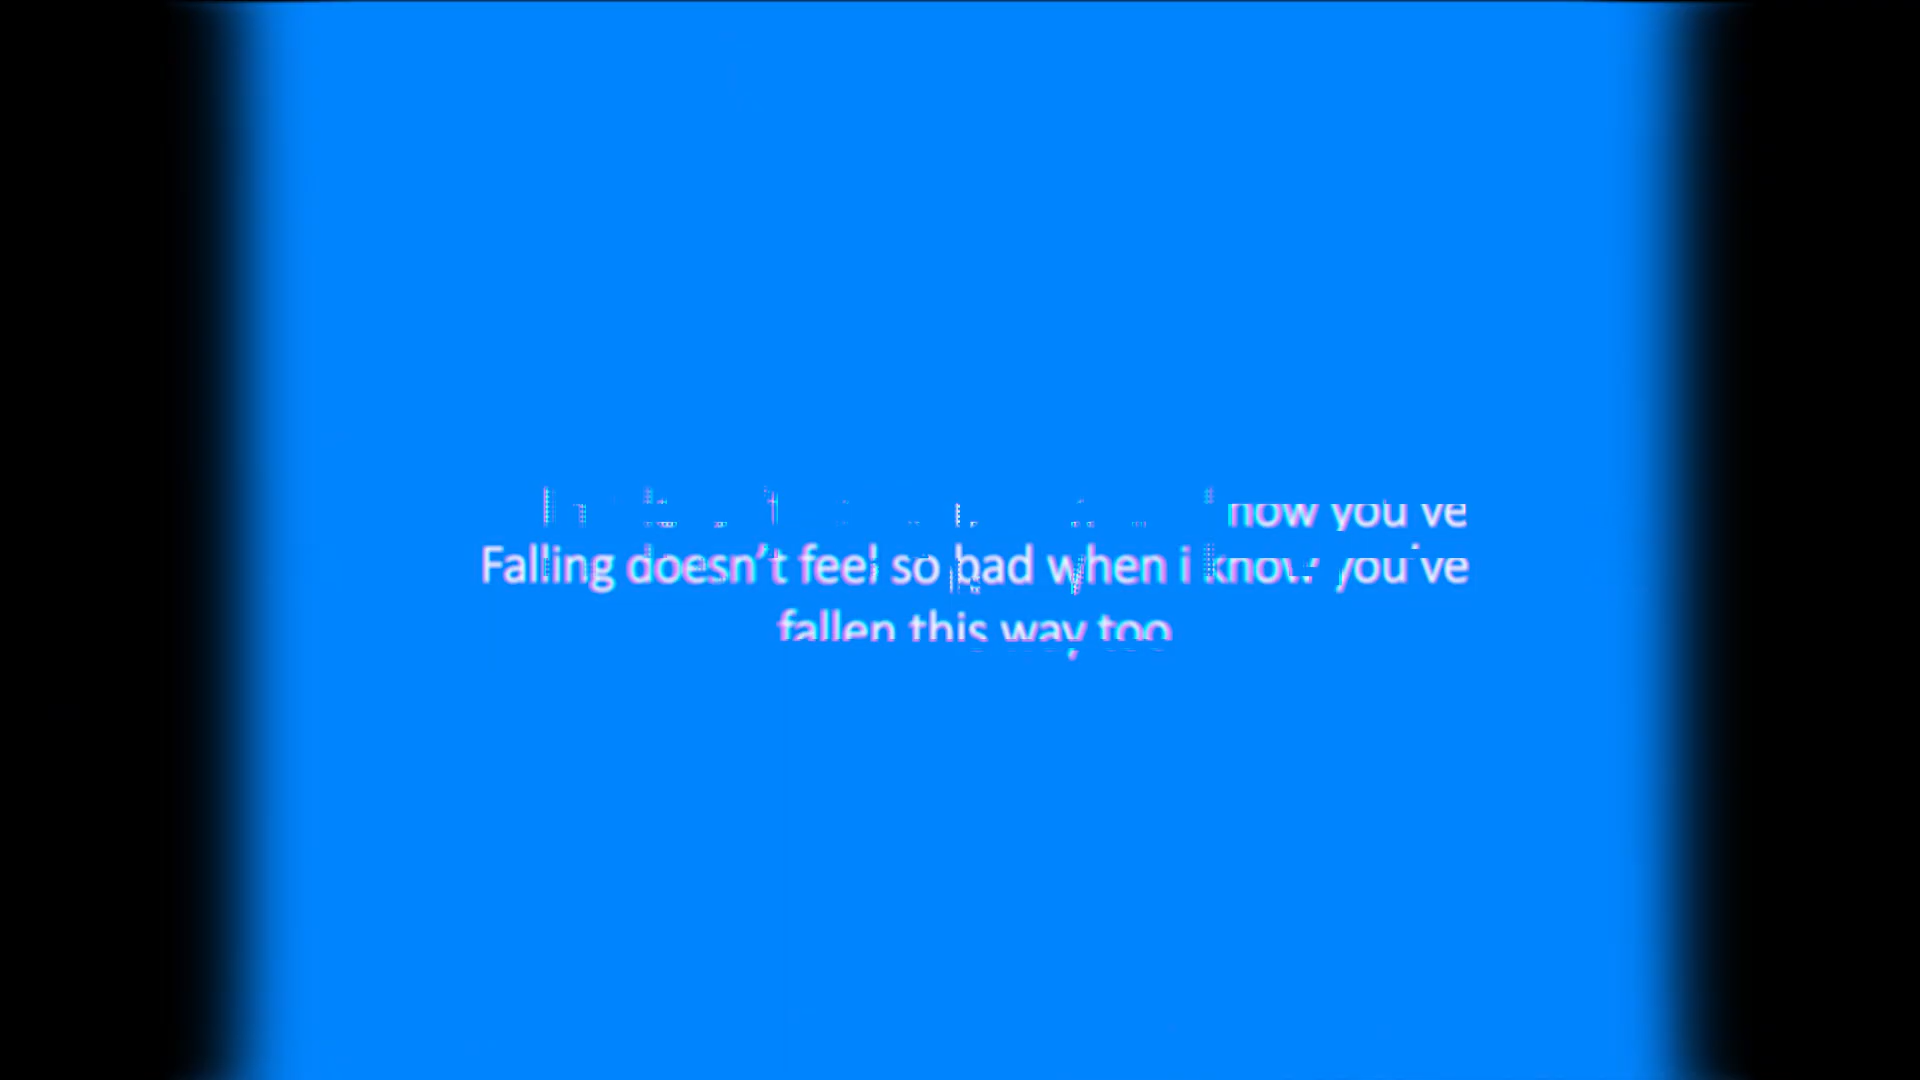 now you've
Falling doesn't feel so bad when i know you've
fallen this way too